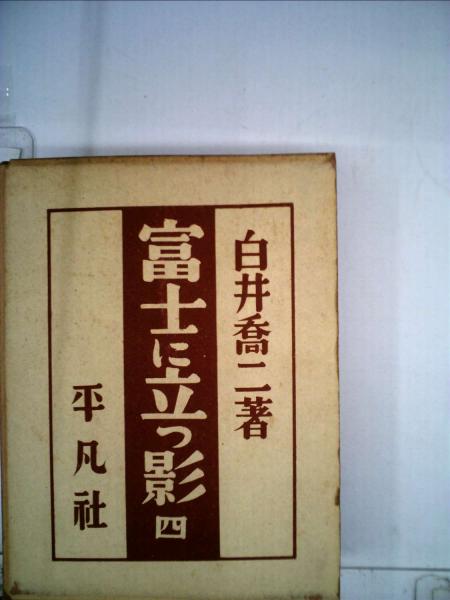 白井喬二著
富士に立つ影 四
平凡社